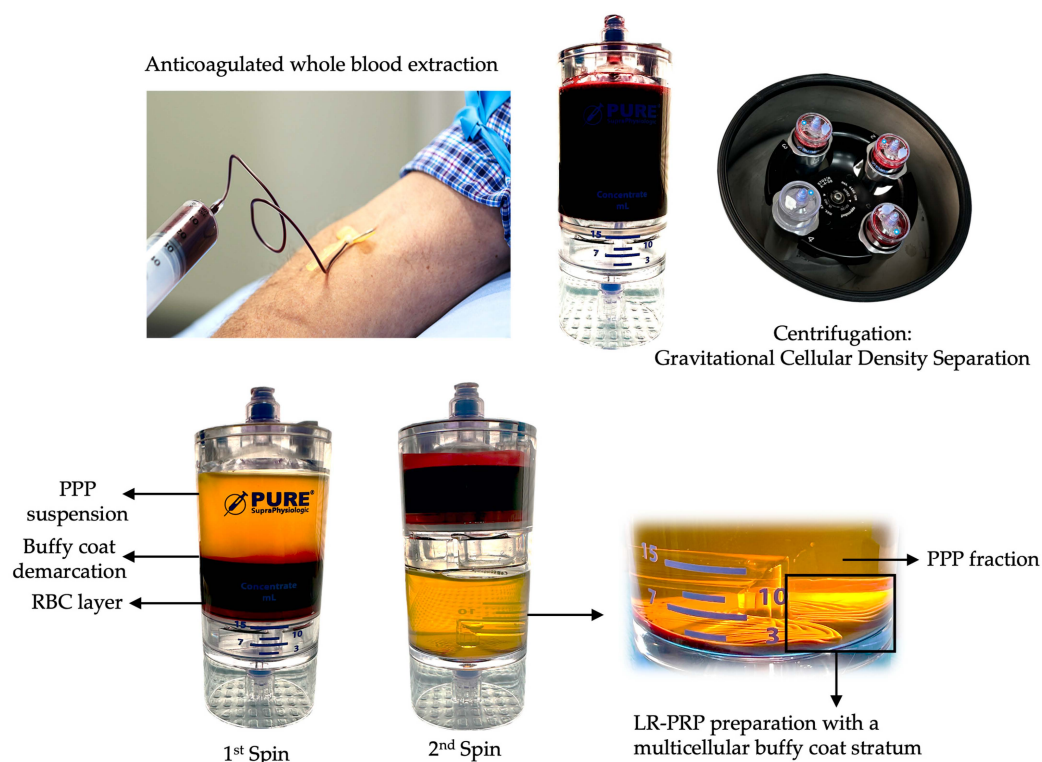 Anticoagulated whole blood extraction
PURE
SupraPhysiologic
Concentrate
mL
15
10
7
3
Centrifugation:
Gravitational Cellular Density Separation
PPP
suspension
Buffy coat
demarcation
RBC layer
PURE®
SupraPhysiologic
Concentrate
mL
15
10
7
3
1st Spin
2nd Spin
15
10
7
3
PPP fraction
LR-PRP preparation with a
multicellular buffy coat stratum